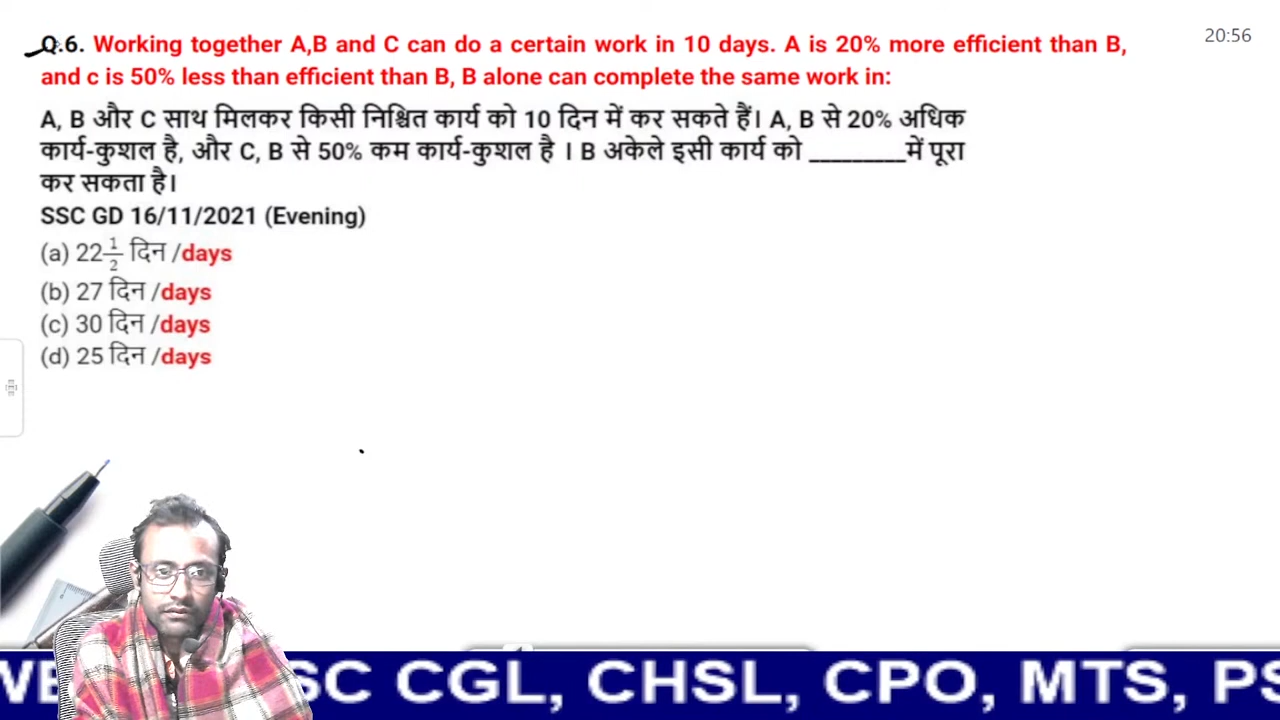 20:56
Q.6. Working together A,B and C can do a certain work in 10 days. A is 20% more efficient than B,
and c is 50% less than efficient than B, B alone can complete the same work in:
A, B और C साथ मिलकर किसी निश्चित कार्य को 10 दिन में कर सकते हैं। A, B से 20% अधिक
कार्य-कुशल है, और C, B से 50% कम कार्य-कुशल है । B अकेले इसी कार्य को _________में पूरा
कर सकता है।
SSC GD 16/11/2021 (Evening)
(a) 22 1/2 दिन /days
(b) 27 दिन /days
(c) 30 दिन /days
(d) 25 दिन /days
SC CGL, CHSL, CPO, MTS, PS